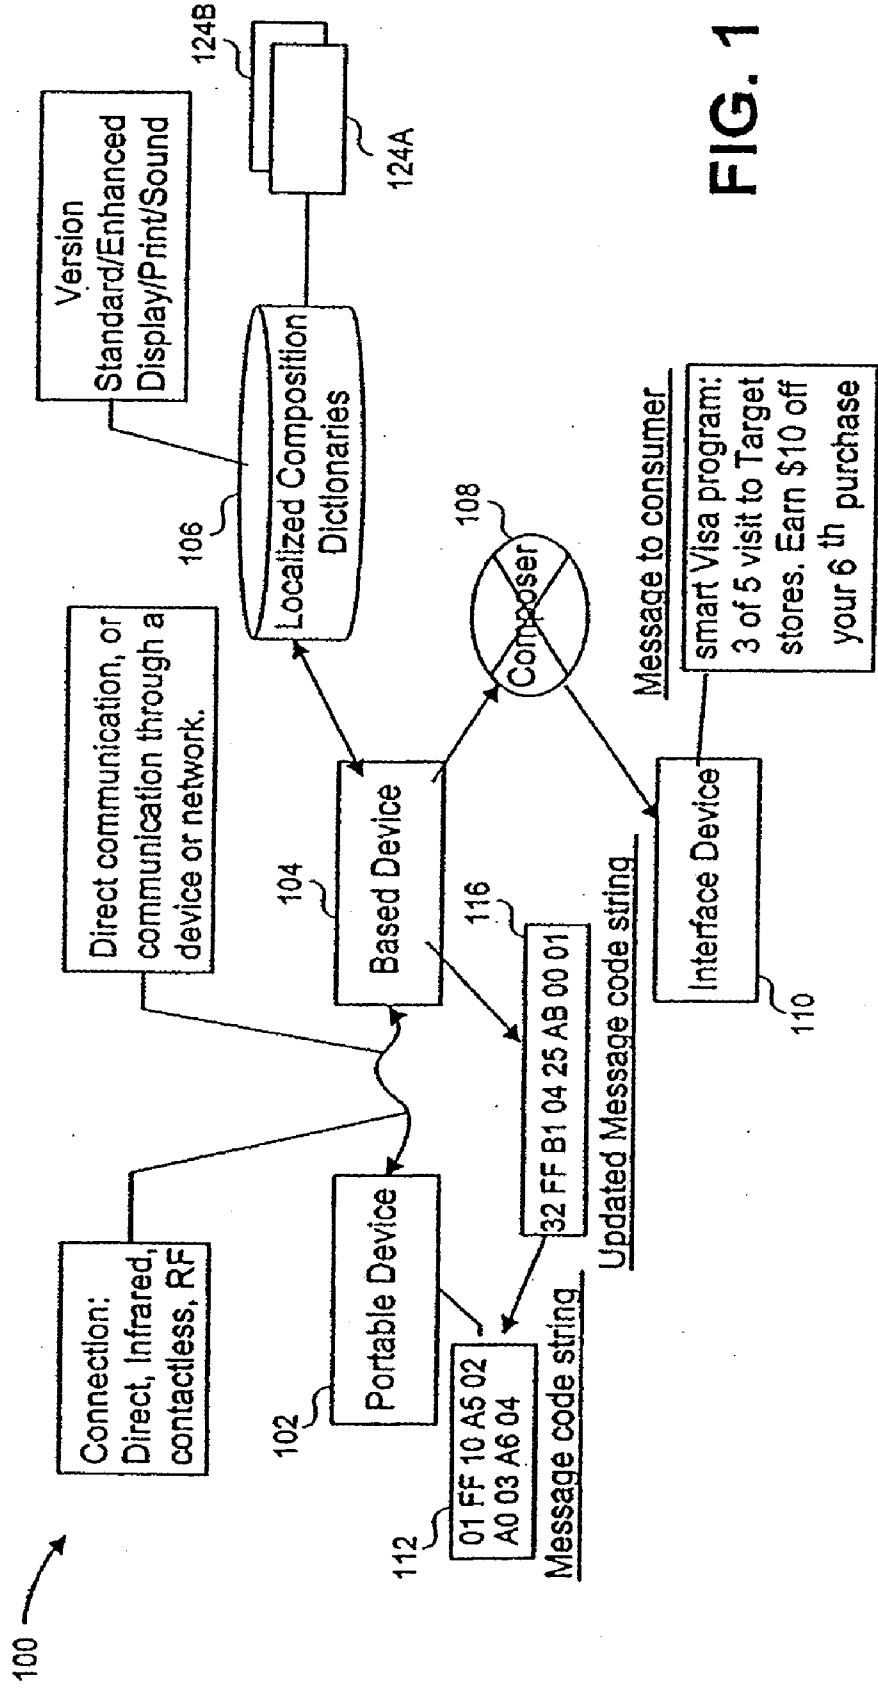 100
Connection:
Direct, Infrared,
contactless, RF
Direct communication, or
communication through a
device or network.
Version
Standard/Enhanced
Display/Print/Sound
102
Portable Device
104
Based Device
106
Localized Composition
Dictionaries
124B
124A
112
01 FF 10 A5 02
A0 03 A6 04
Message code string
116
32 FF B1 04 25 AB 00 01
Updated Message code string
108
Composer
Interface Device
110
Message to consumer
smart Visa program:
3 of 5 visit to Target
stores. Earn $10 off
your 6 th purchase
FIG. 1